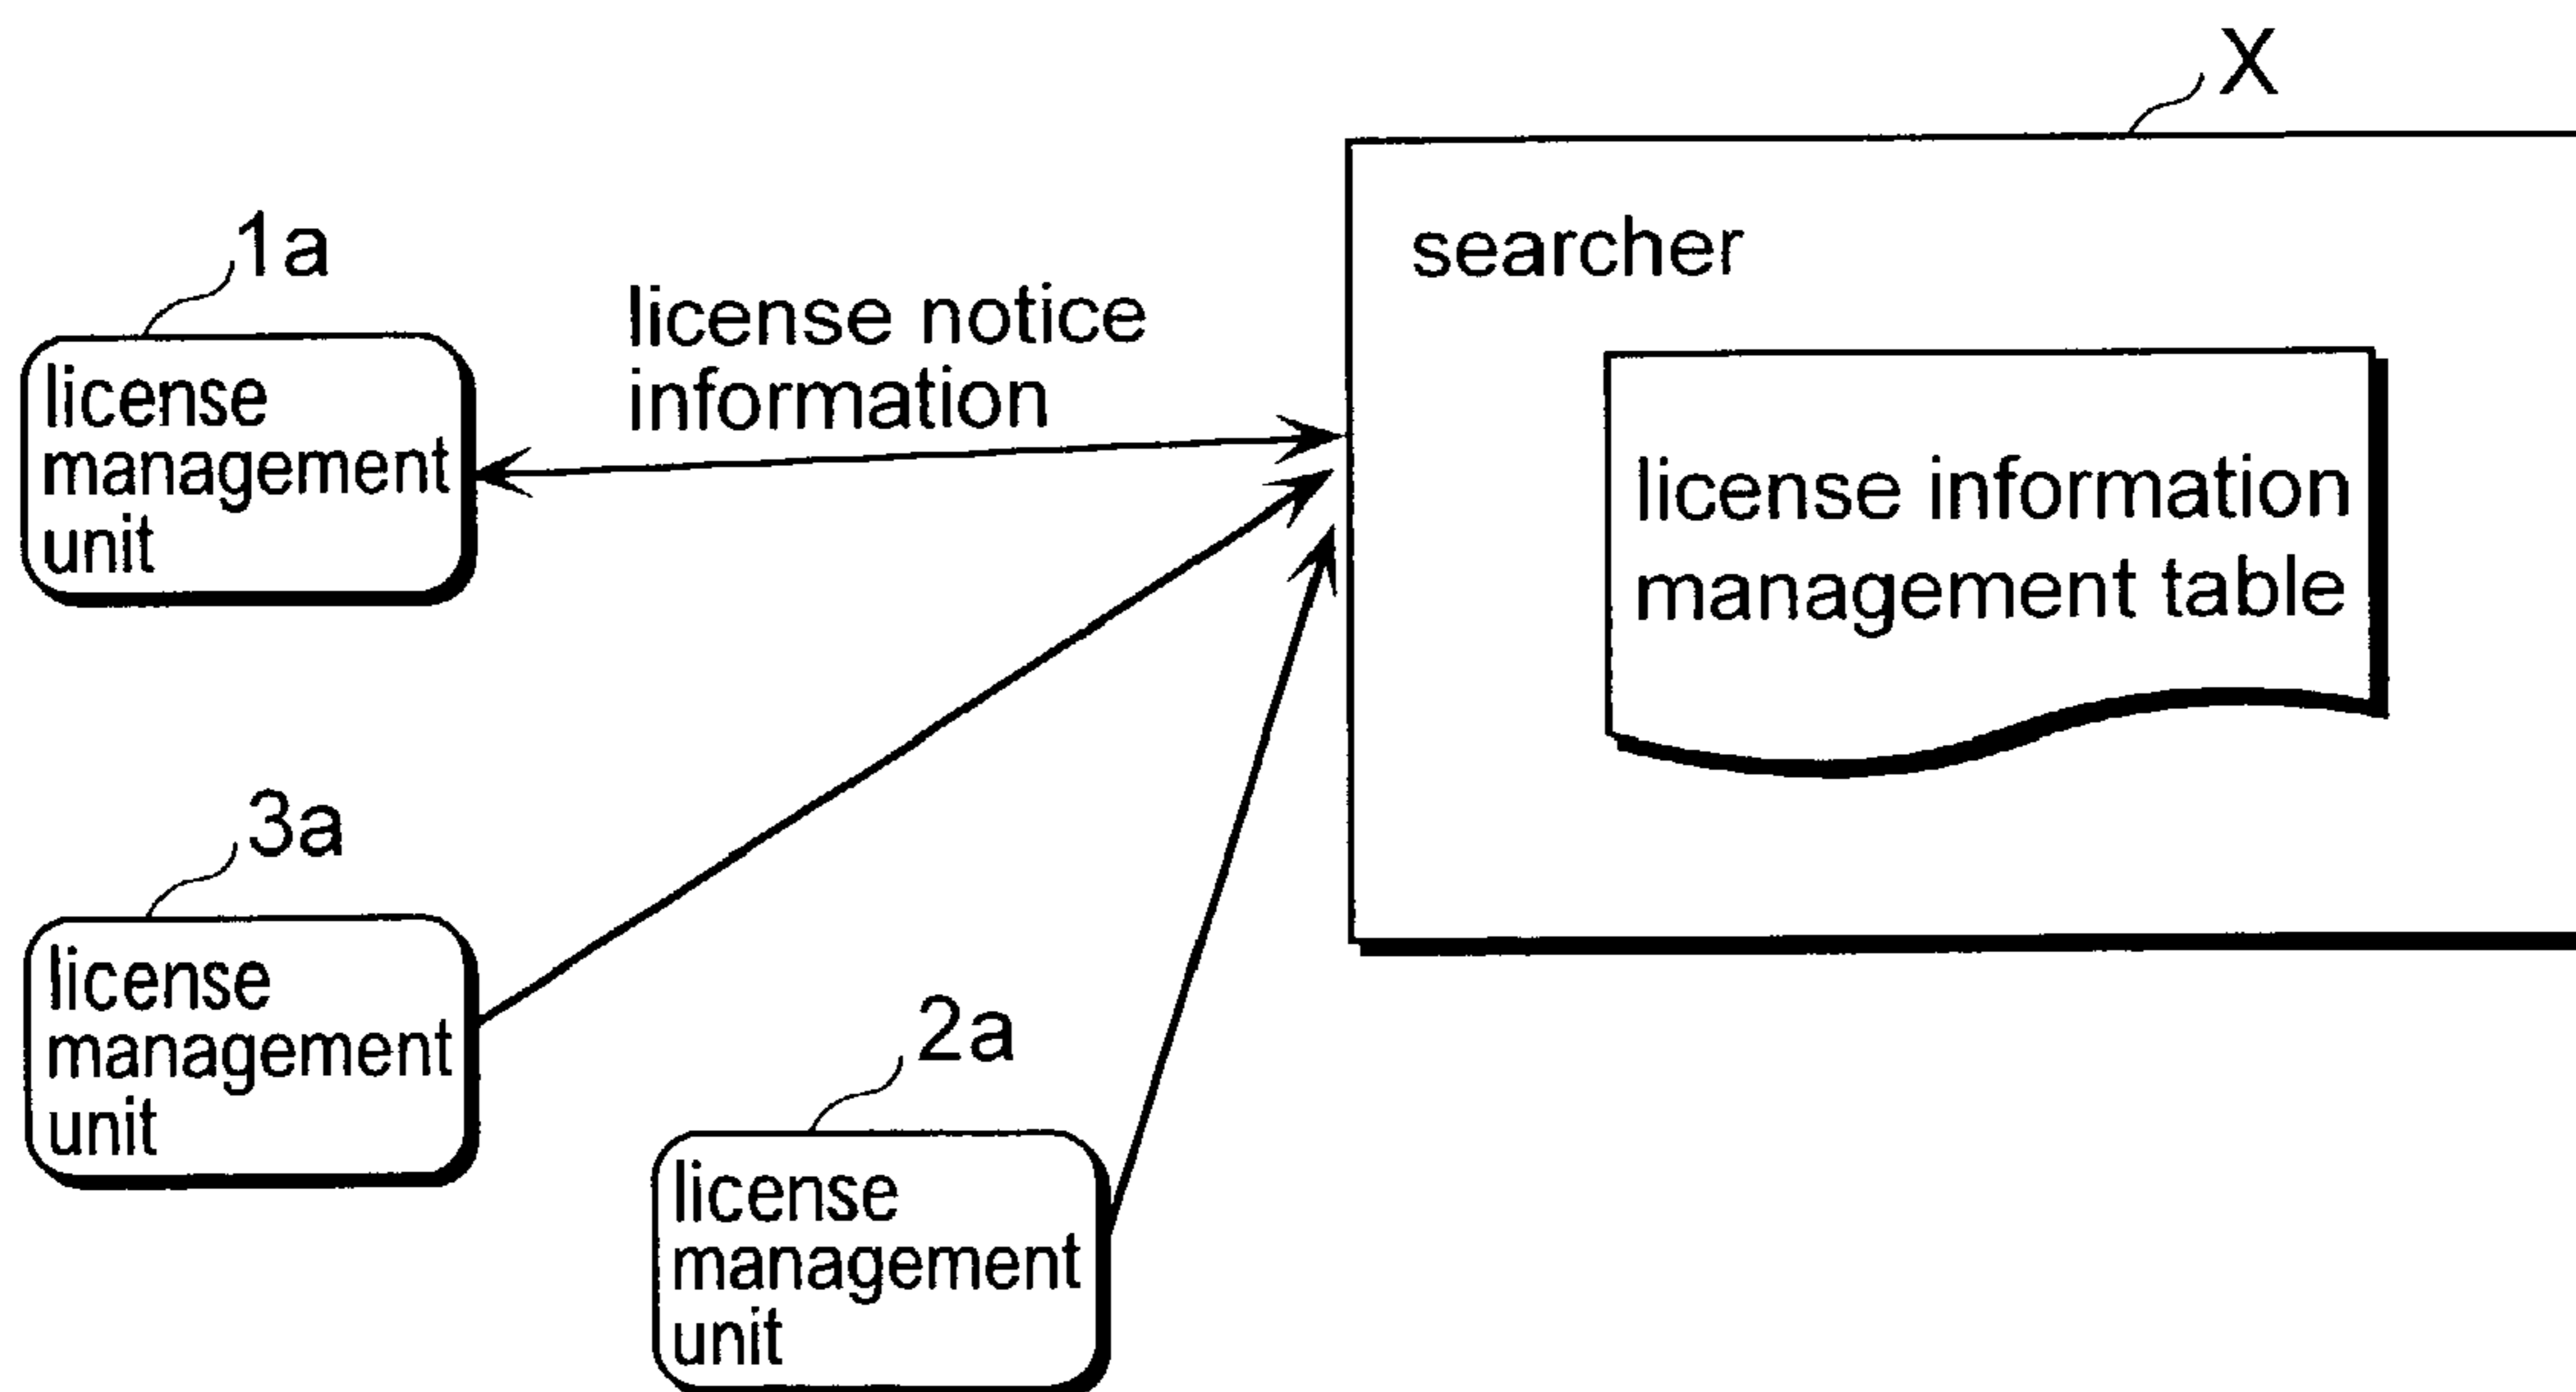 X
searcher
license information
management table
1a
license notice
information
license
management
unit
3a
license
management
unit
2a
license
management
unit